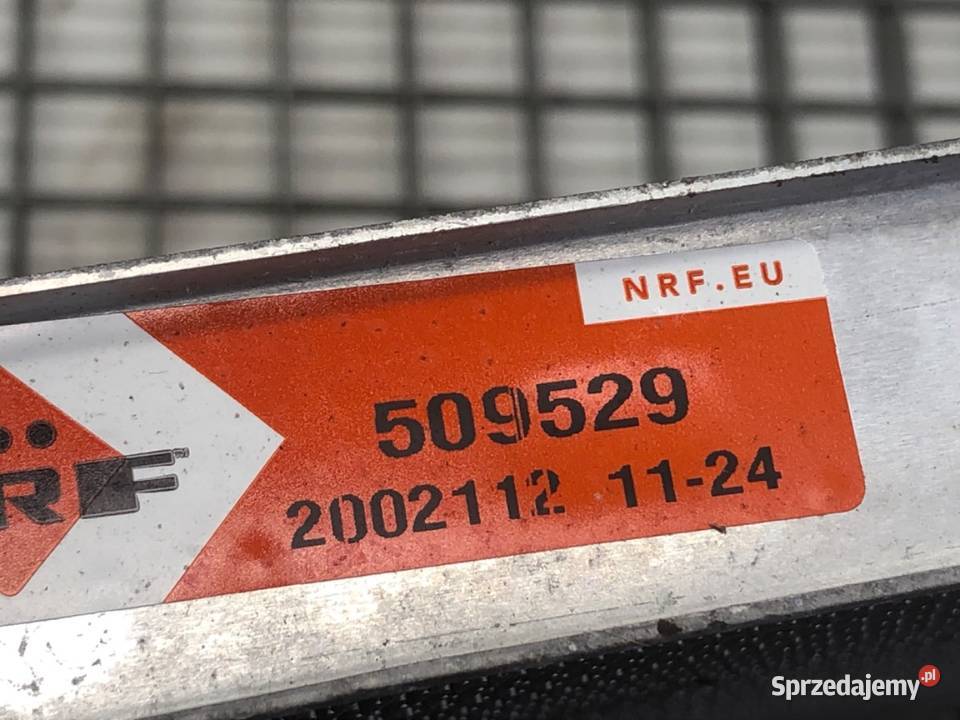 NRF.EU
509529
RF
2002112 11-24
Sprzedajemy.pl